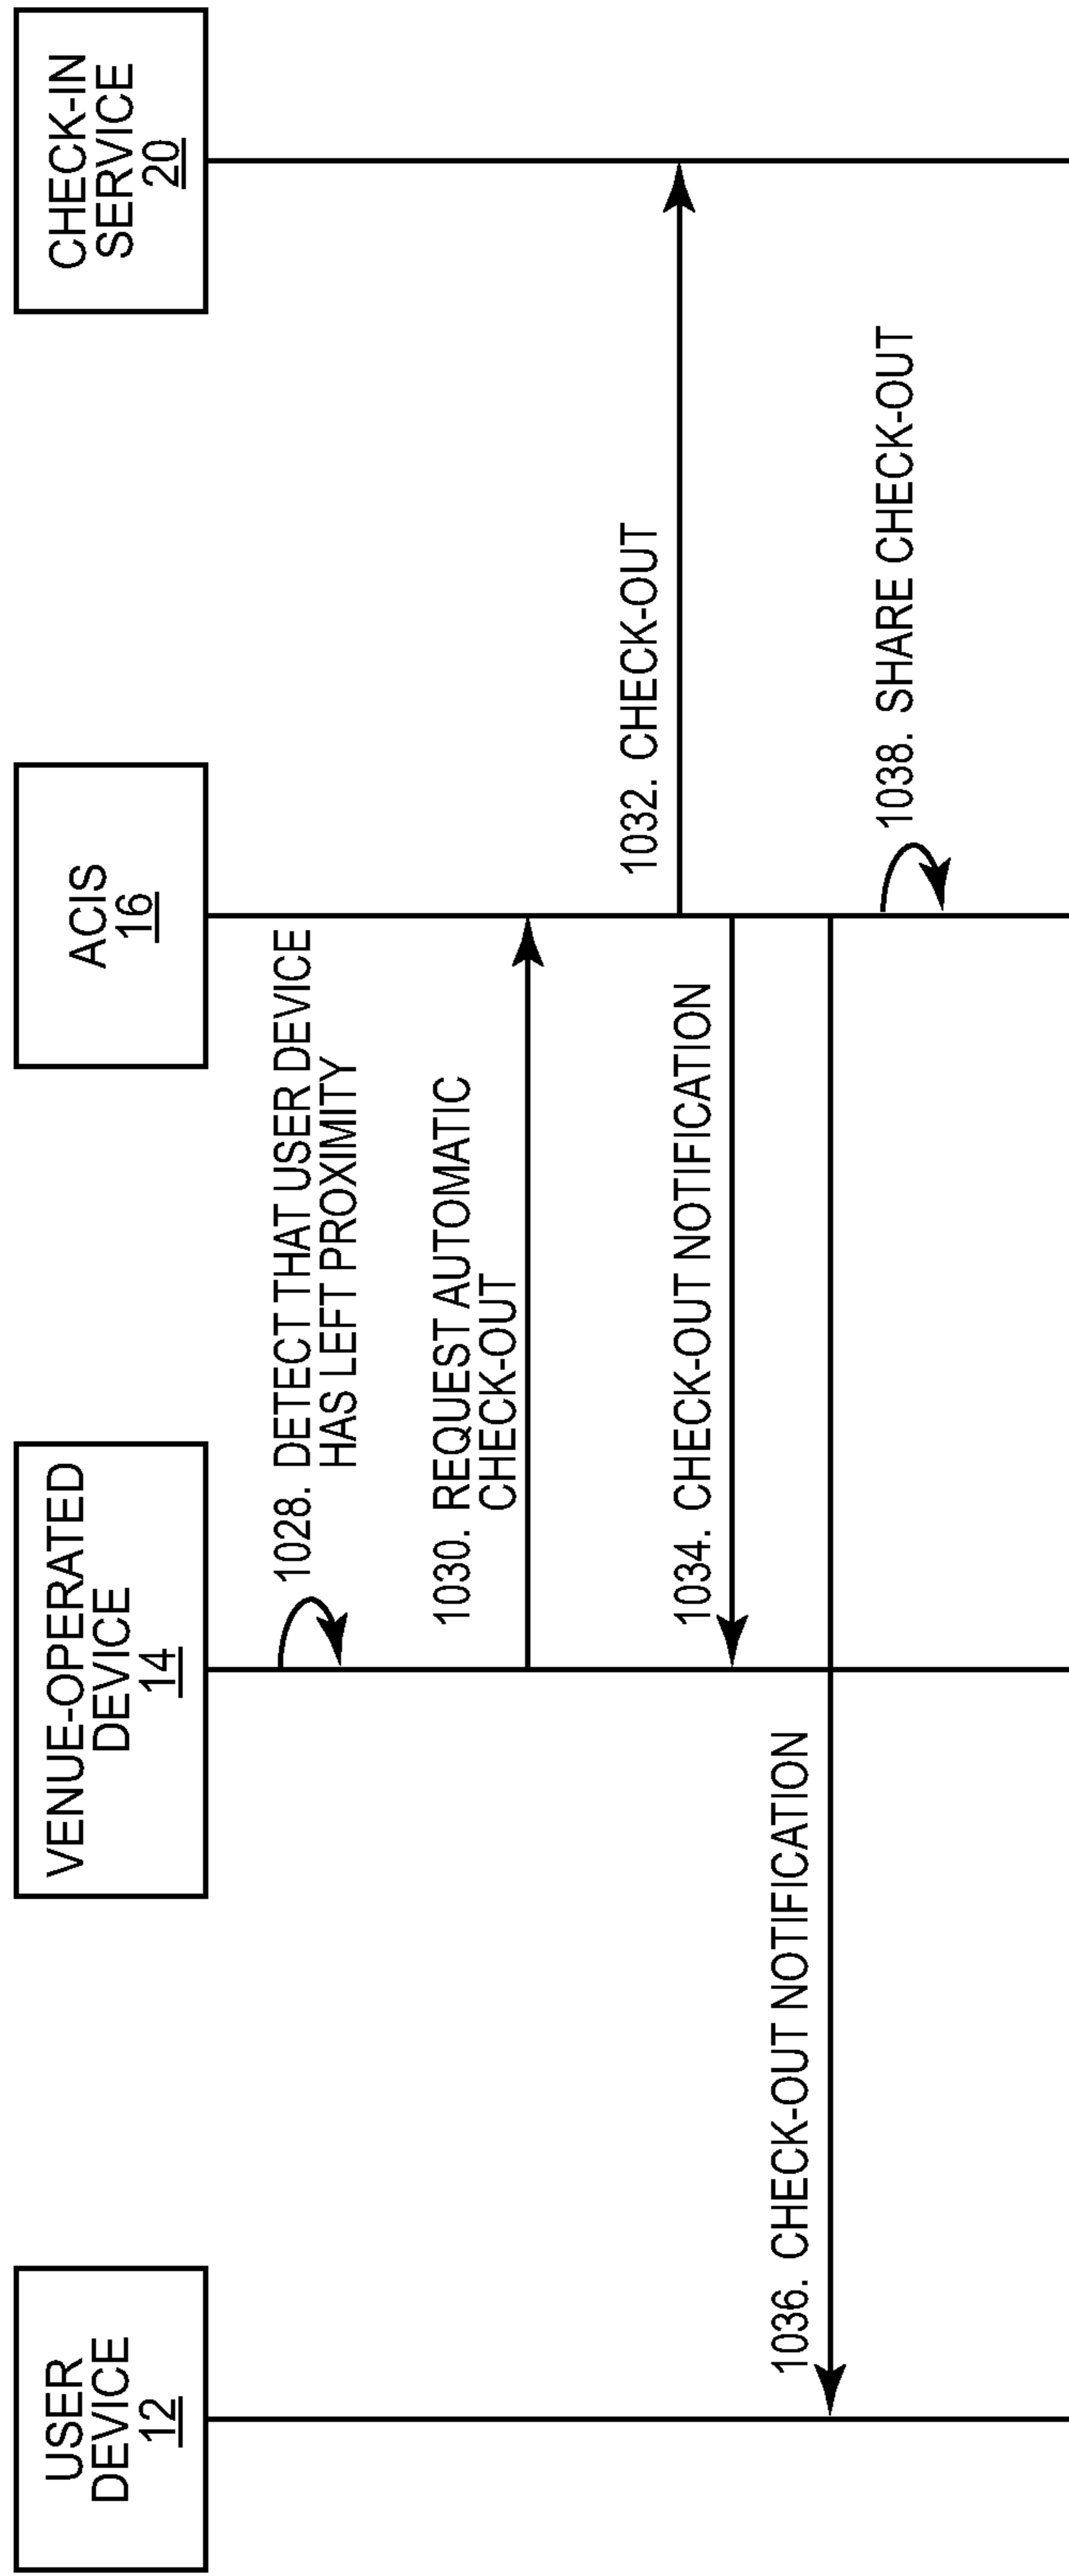 USER
DEVICE
12
VENUE-OPERATED
DEVICE
14
ACIS
16
CHECK-IN
SERVICE
20
1028. DETECT THAT USER DEVICE
HAS LEFT PROXIMITY
1030. REQUEST AUTOMATIC
CHECK-OUT
1032. CHECK-OUT
1034. CHECK-OUT NOTIFICATION
1036. CHECK-OUT NOTIFICATION
1038. SHARE CHECK-OUT